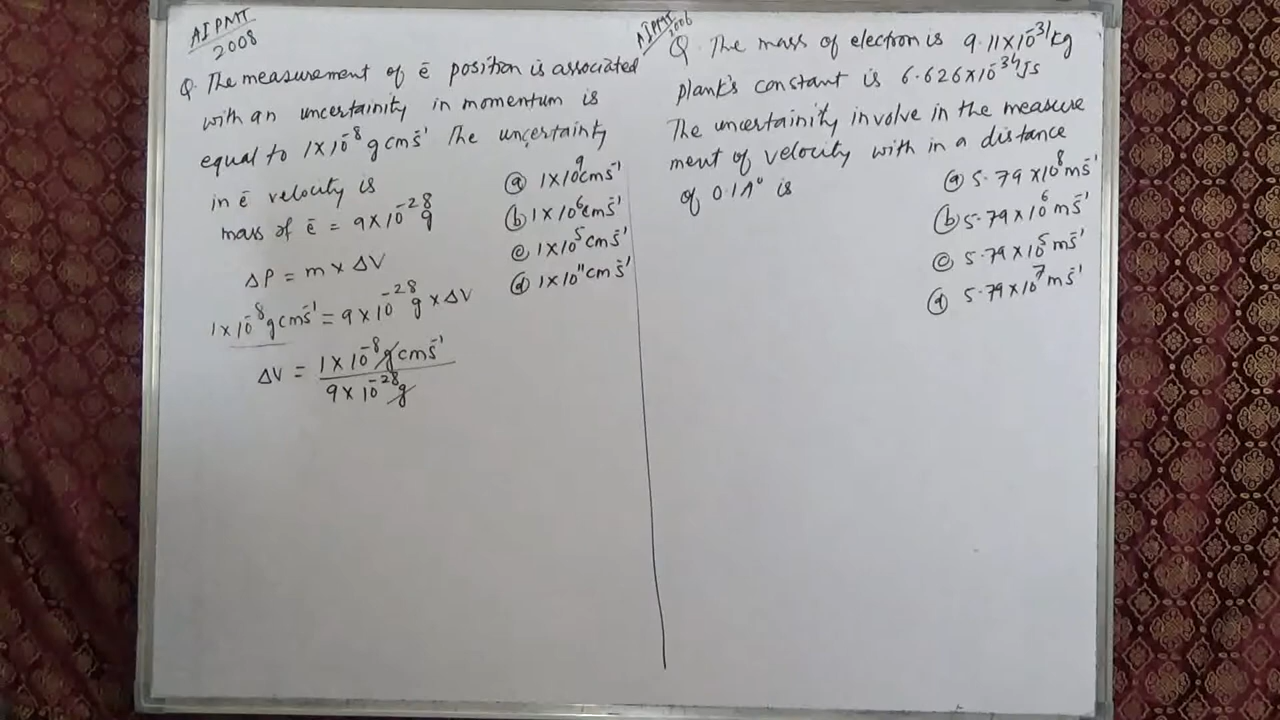 AIPMT
2008
Q. The measurement of ē position is associated
with an uncertainity in momentum is
equal to 1×10⁻⁸ g cm s⁻¹ The uncertainty
in ē velocity is
mass of ē = 9×10⁻²⁸ g
(a) 1×10⁹ cm s⁻¹
(b) 1×10⁶ cm s⁻¹
(c) 1×10⁵ cm s⁻¹
(d) 1×10¹¹ cm s⁻¹
ΔP = m × ΔV
1×10⁻⁸ g cm s⁻¹ = 9×10⁻²⁸ g × ΔV
ΔV = 1×10⁻⁸ g cm s⁻¹
9×10⁻²⁸ g
AIPMT
2006
Q. The mass of electron is 9.11×10⁻³¹ kg
plank's constant is 6.626×10⁻³⁴ Js
The uncertainity involve in the measure
ment of velocity with in a distance
of 0.1A° is
(a) 5.79×10⁸ m s⁻¹
(b) 5.79×10⁶ m s⁻¹
(c) 5.79×10⁵ m s⁻¹
(d) 5.79×10⁷ m s⁻¹